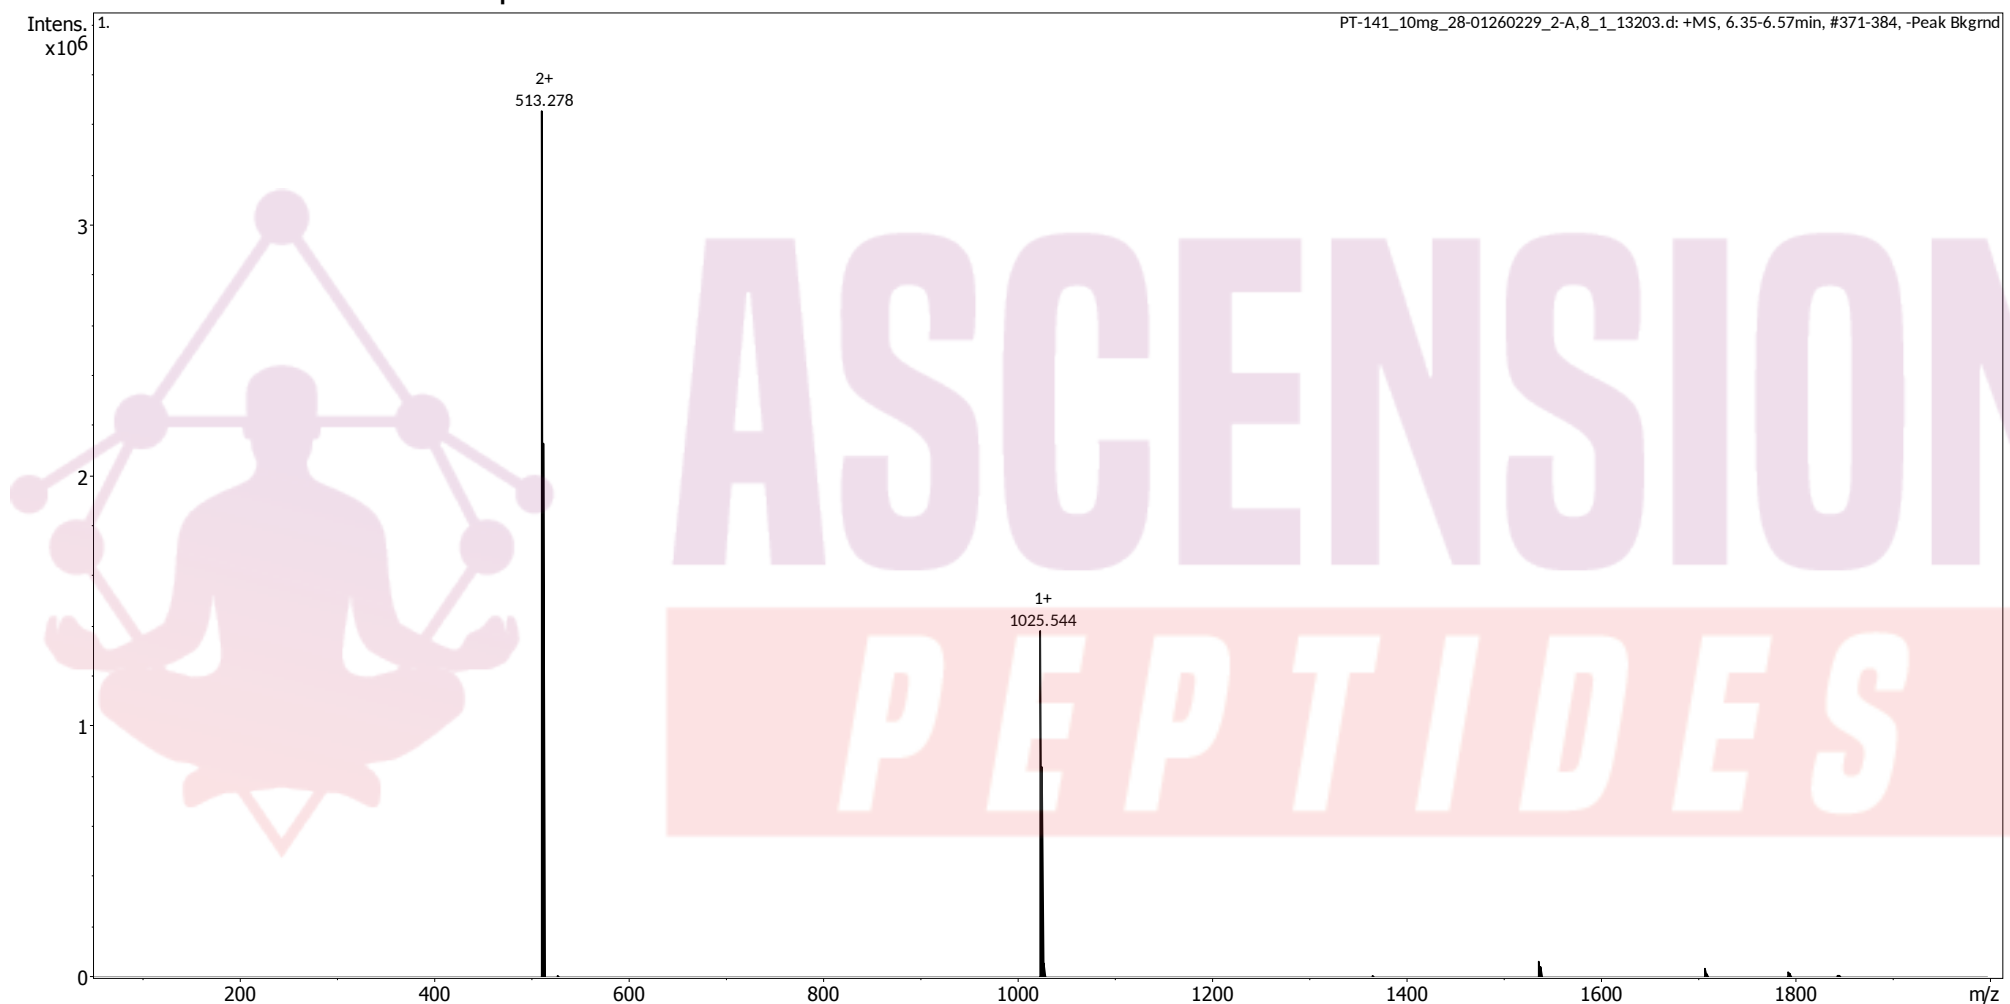 Intens.
x10^6
1.
PT-141_10mg_28-01260229_2-A,8_1_13203.d: +MS, 6.35-6.57min, #371-384, -Peak Bkgrnd
2+
513.278
3
ASCENSION
2
1+
1025.544
PEPTIDES
1
0
200 400 600 800 1000 1200 1400 1600 1800 m/z